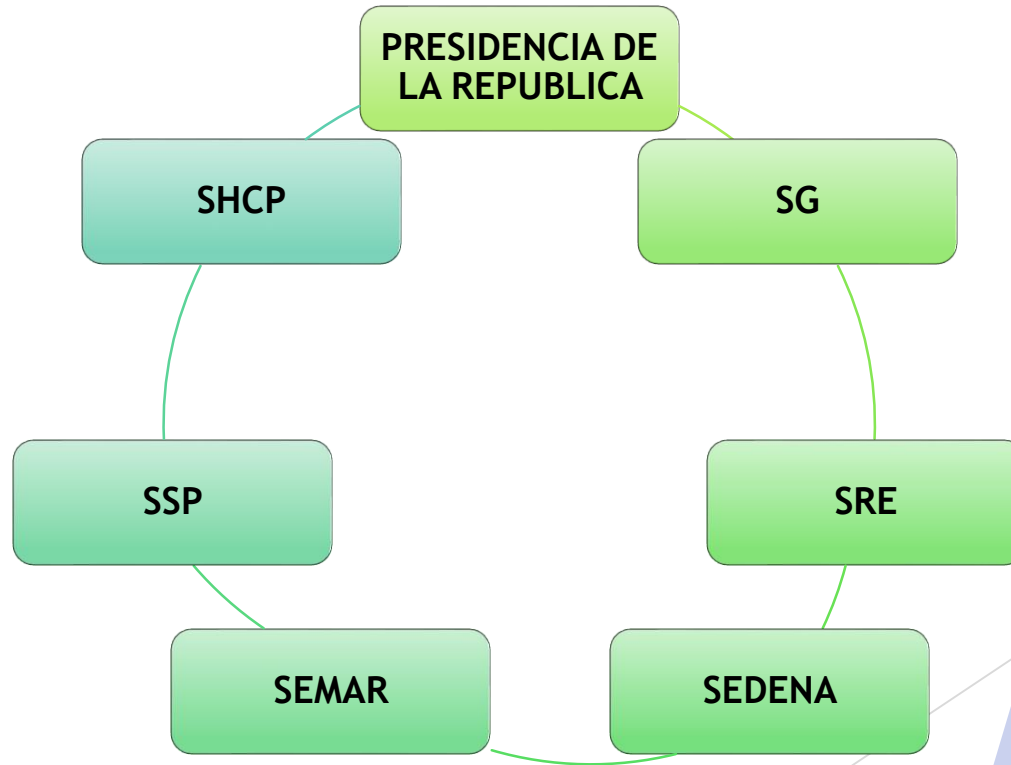 PRESIDENCIA DE
LA REPUBLICA
SHCP
SG
SSP
SRE
SEMAR
SEDENA